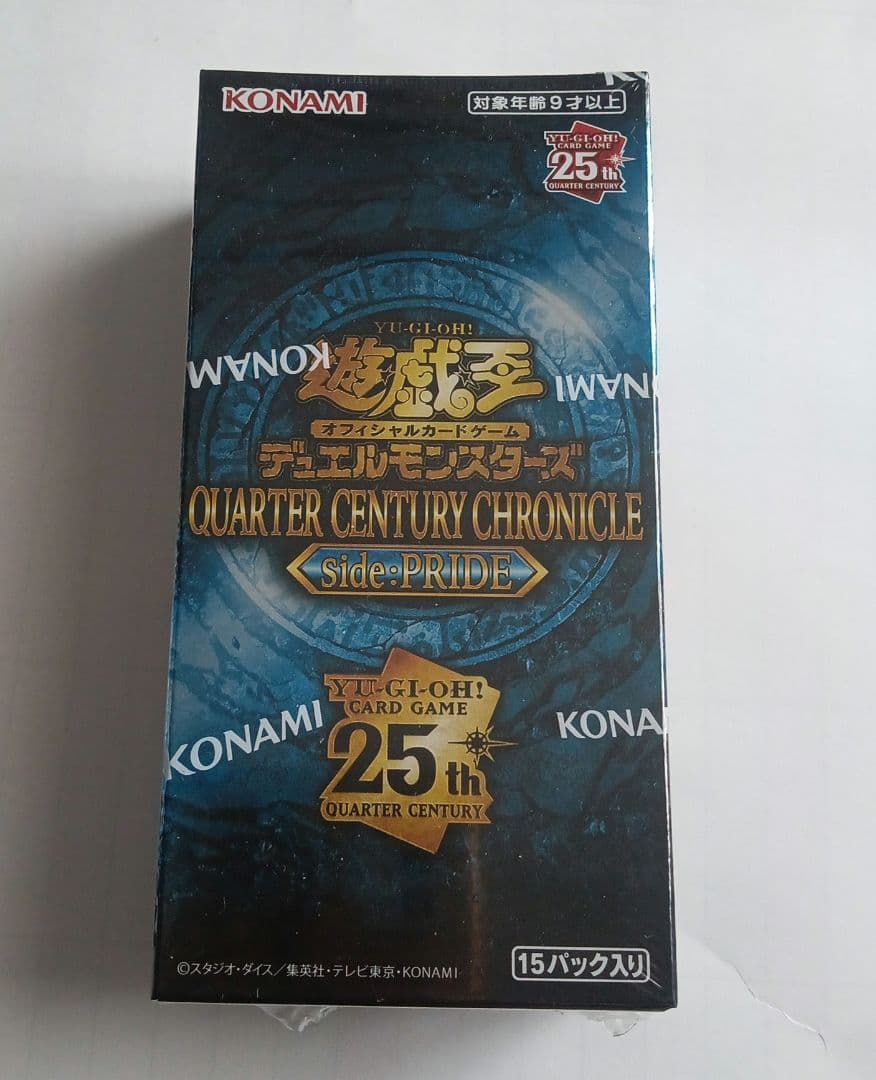 KONAMI
対象年齢9才以上
YU-GI-OH!
CARD GAME
25th
QUARTER CENTURY
YU-GI-OH!
遊☆戯☆王
KONAMI
KONAMI
オフィシャルカードゲーム
デュエルモンスターズ
QUARTER CENTURY CHRONICLE
side:PRIDE
YU-GI-OH!
CARD GAME
25th
QUARTER CENTURY
KONAMI
KONA
©スタジオ・ダイス/集英社・テレビ東京・KONAMI
15パック入り